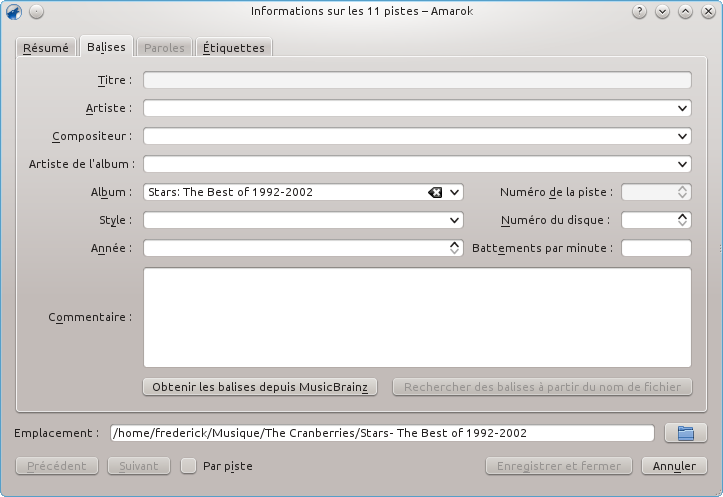 Informations sur les 11 pistes – Amarok
Résumé Balises Paroles Étiquettes
Titre :
Artiste :
Compositeur :
Artiste de l'album :
Album : Stars: The Best of 1992-2002 Numéro de la piste :
Style : Numéro du disque :
Année : Battements par minute :
Commentaire :
Obtenir les balises depuis MusicBrainz Rechercher des balises à partir du nom de fichier
Emplacement : /home/frederick/Musique/The Cranberries/Stars- The Best of 1992-2002
Précédent Suivant Par piste Enregistrer et fermer Annuler